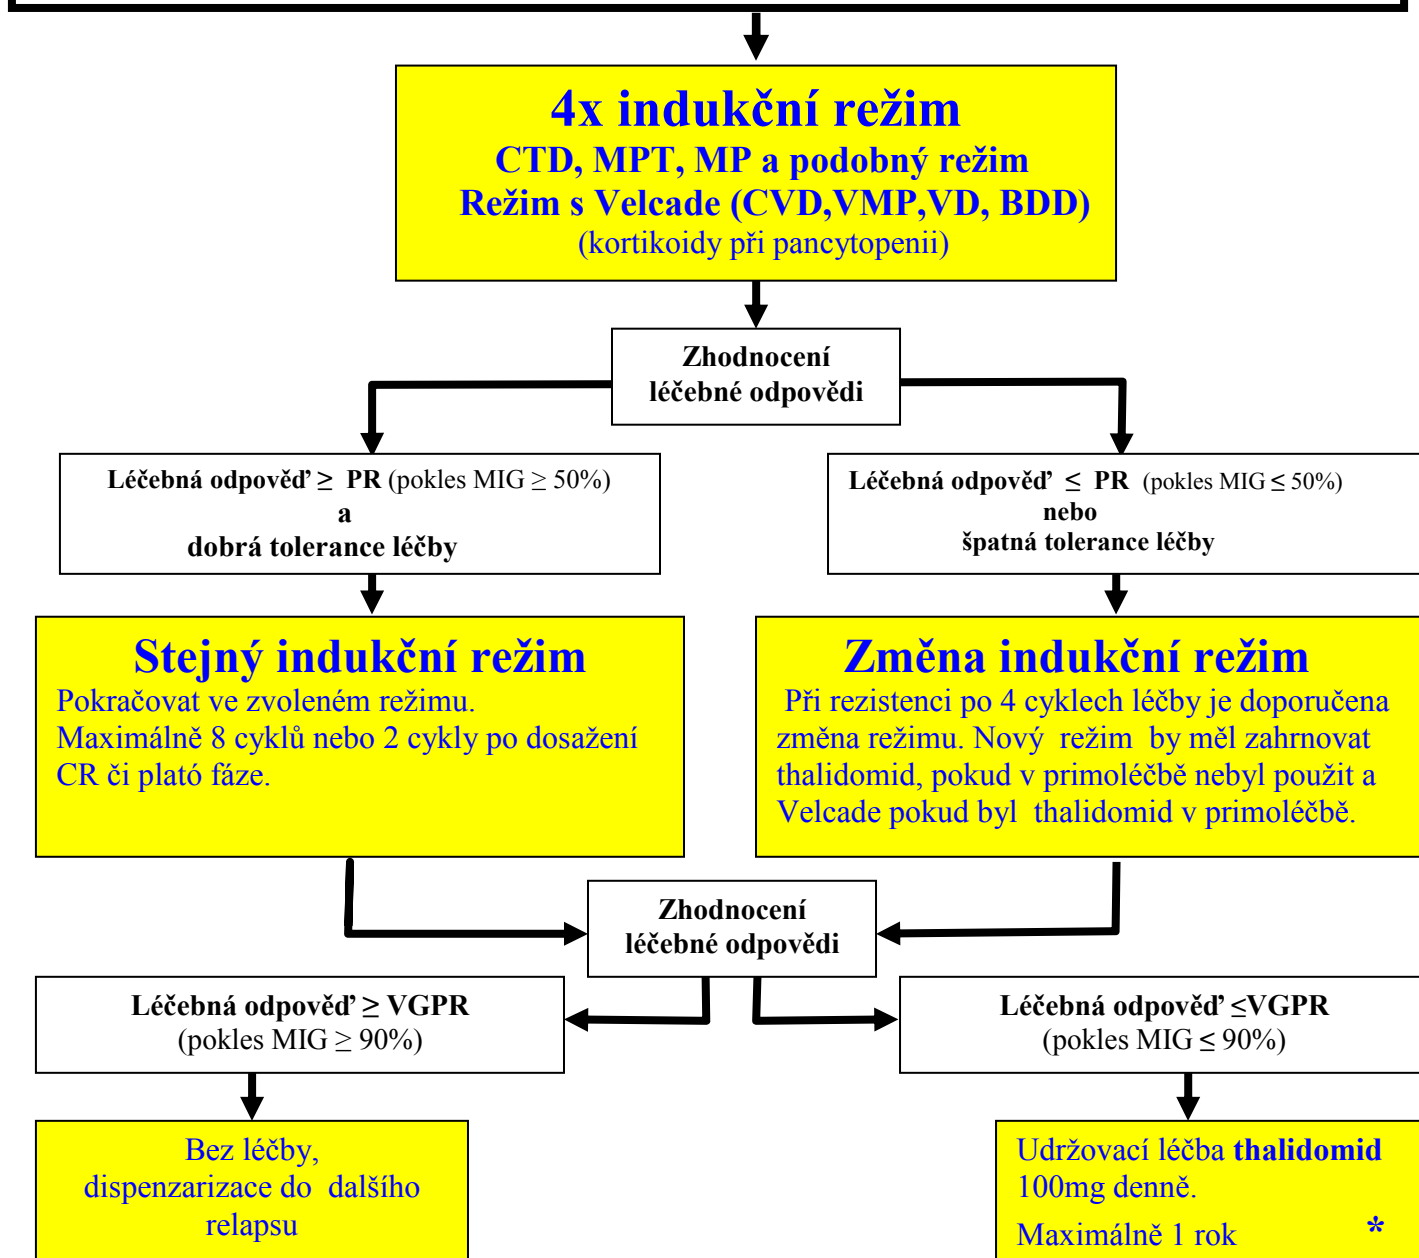 4x indukční režim
CTD, MPT, MP a podobný režim
Režim s Velcade (CVD,VMP,VD, BDD)
(kortikoidy při pancytopenii)
Zhodnocení
léčebné odpovědi
Léčebná odpověď ≥ PR (pokles MIG ≥ 50%)
a
dobrá tolerance léčby
Léčebná odpověď ≤ PR (pokles MIG ≤ 50%)
nebo
špatná tolerance léčby
Stejný indukční režim
Pokračovat ve zvoleném režimu.
Maximálně 8 cyklů nebo 2 cykly po dosažení
CR či plató fáze.
Změna indukční režim
Při rezistenci po 4 cyklech léčby je doporučena
změna režimu. Nový režim by měl zahrnovat
thalidomid, pokud v primoléčbě nebyl použit a
Velcade pokud byl thalidomid v primoléčbě.
Zhodnocení
léčebné odpovědi
Léčebná odpověď ≥ VGPR
(pokles MIG ≥ 90%)
Léčebná odpověď ≤VGPR
(pokles MIG ≤ 90%)
Bez léčby,
dispenzarizace do dalšího
relapsu
Udržovací léčba thalidomid
100mg denně.
Maximálně 1 rok *